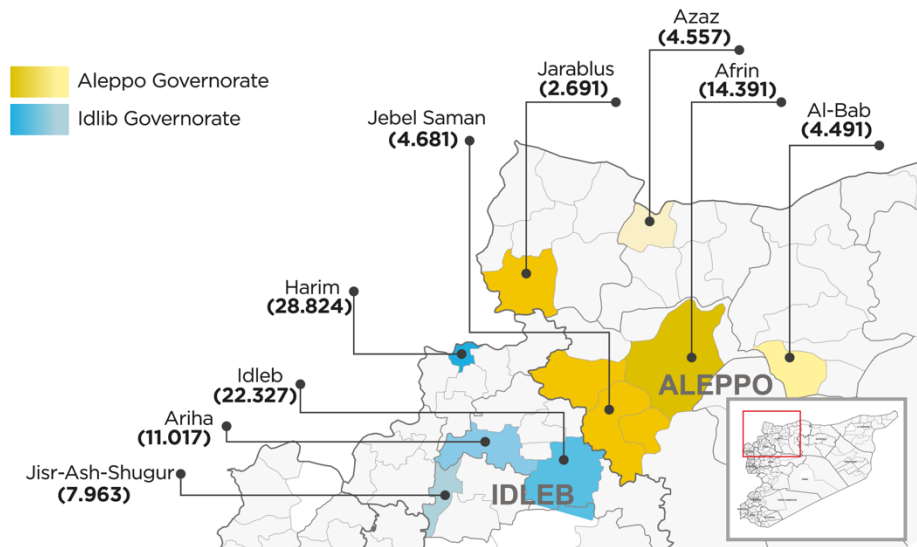 Aleppo Governorate
Idlib Governorate
Azaz
(4.557)
Jarablus
(2.691)
Afrin
(14.391)
Jebel Saman
(4.681)
Al-Bab
(4.491)
Harim
(28.824)
Idleb
(22.327)
Ariha
(11.017)
Jisr-Ash-Shugur
(7.963)
ALEPPO
IDLEB